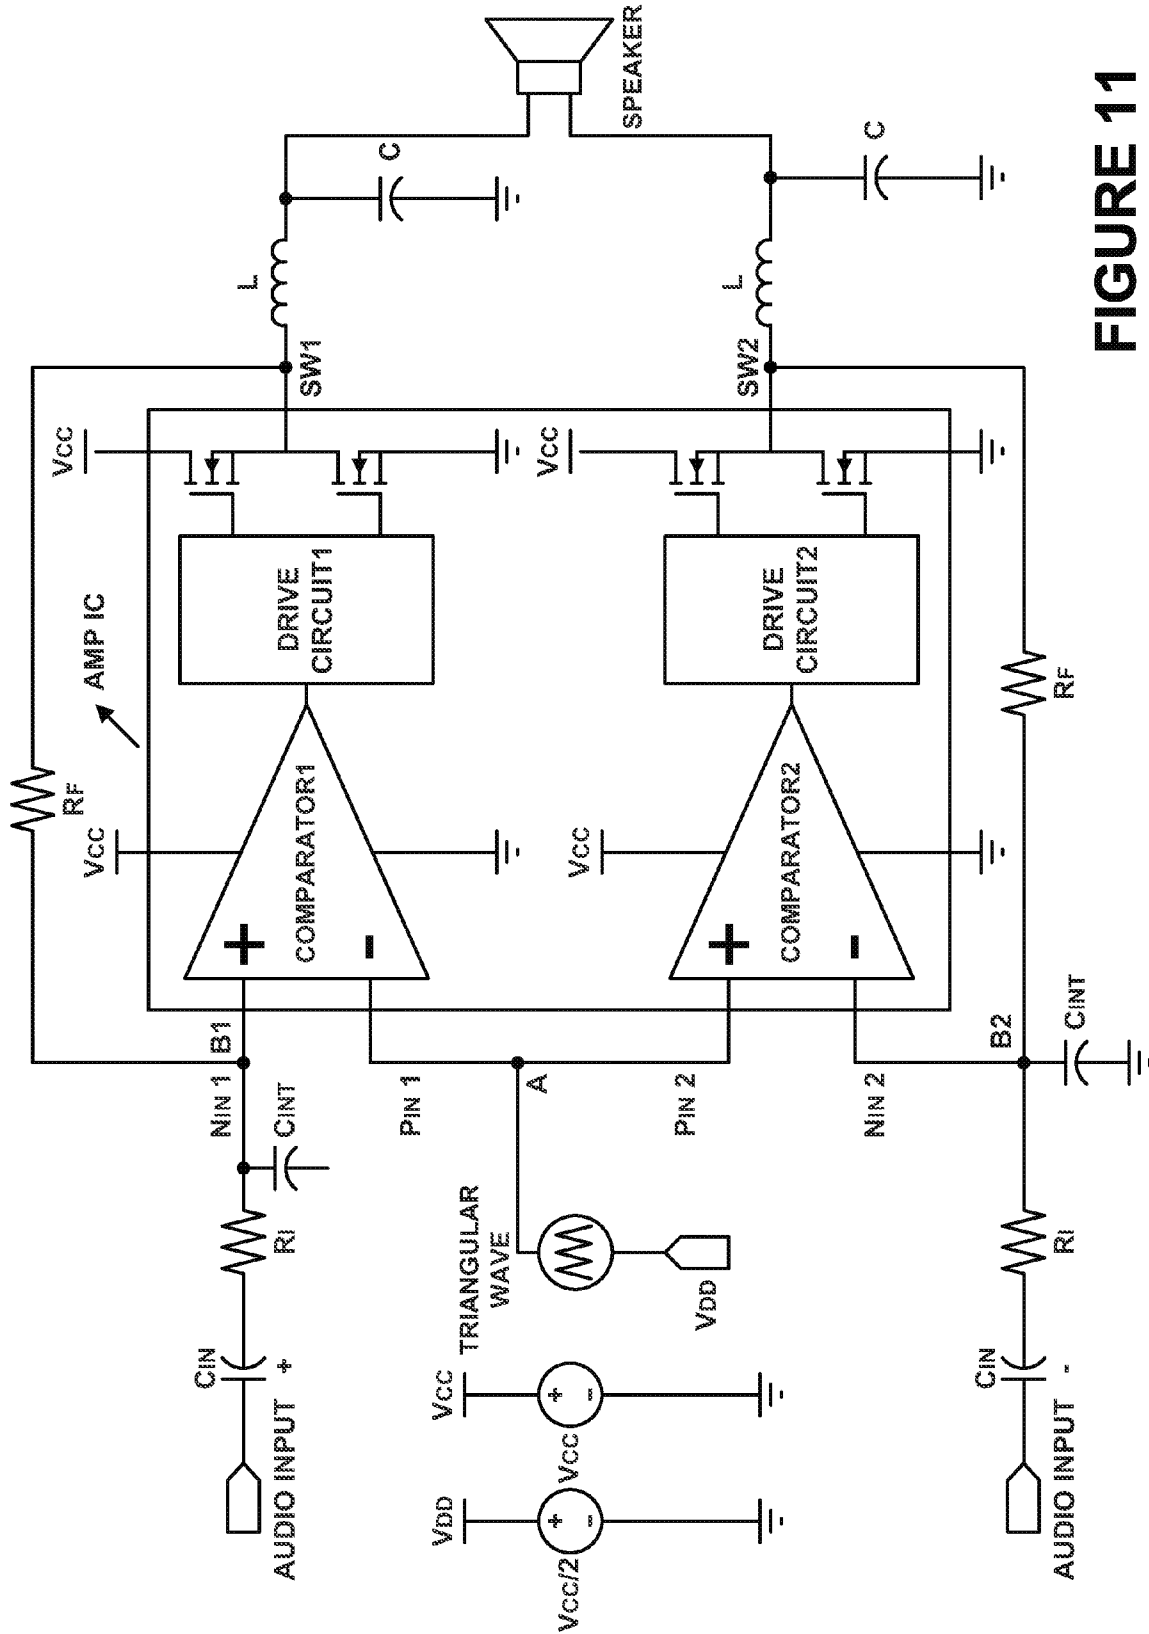 AUDIO INPUT +
CIN
RI
CINT
NIN 1
B1
RF
AMP IC
VCC
COMPARATOR1
+
-
DRIVE
CIRCUIT1
VCC
SW1
L
C
SPEAKER
VDD
VCC/2
+
-
VCC
VCC
+
-
TRIANGULAR
WAVE
VDD
PIN 1
A
PIN 2
NIN 2
VCC
COMPARATOR2
+
-
DRIVE
CIRCUIT2
VCC
SW2
L
C
AUDIO INPUT -
CIN
RI
B2
CINT
RF
FIGURE 11